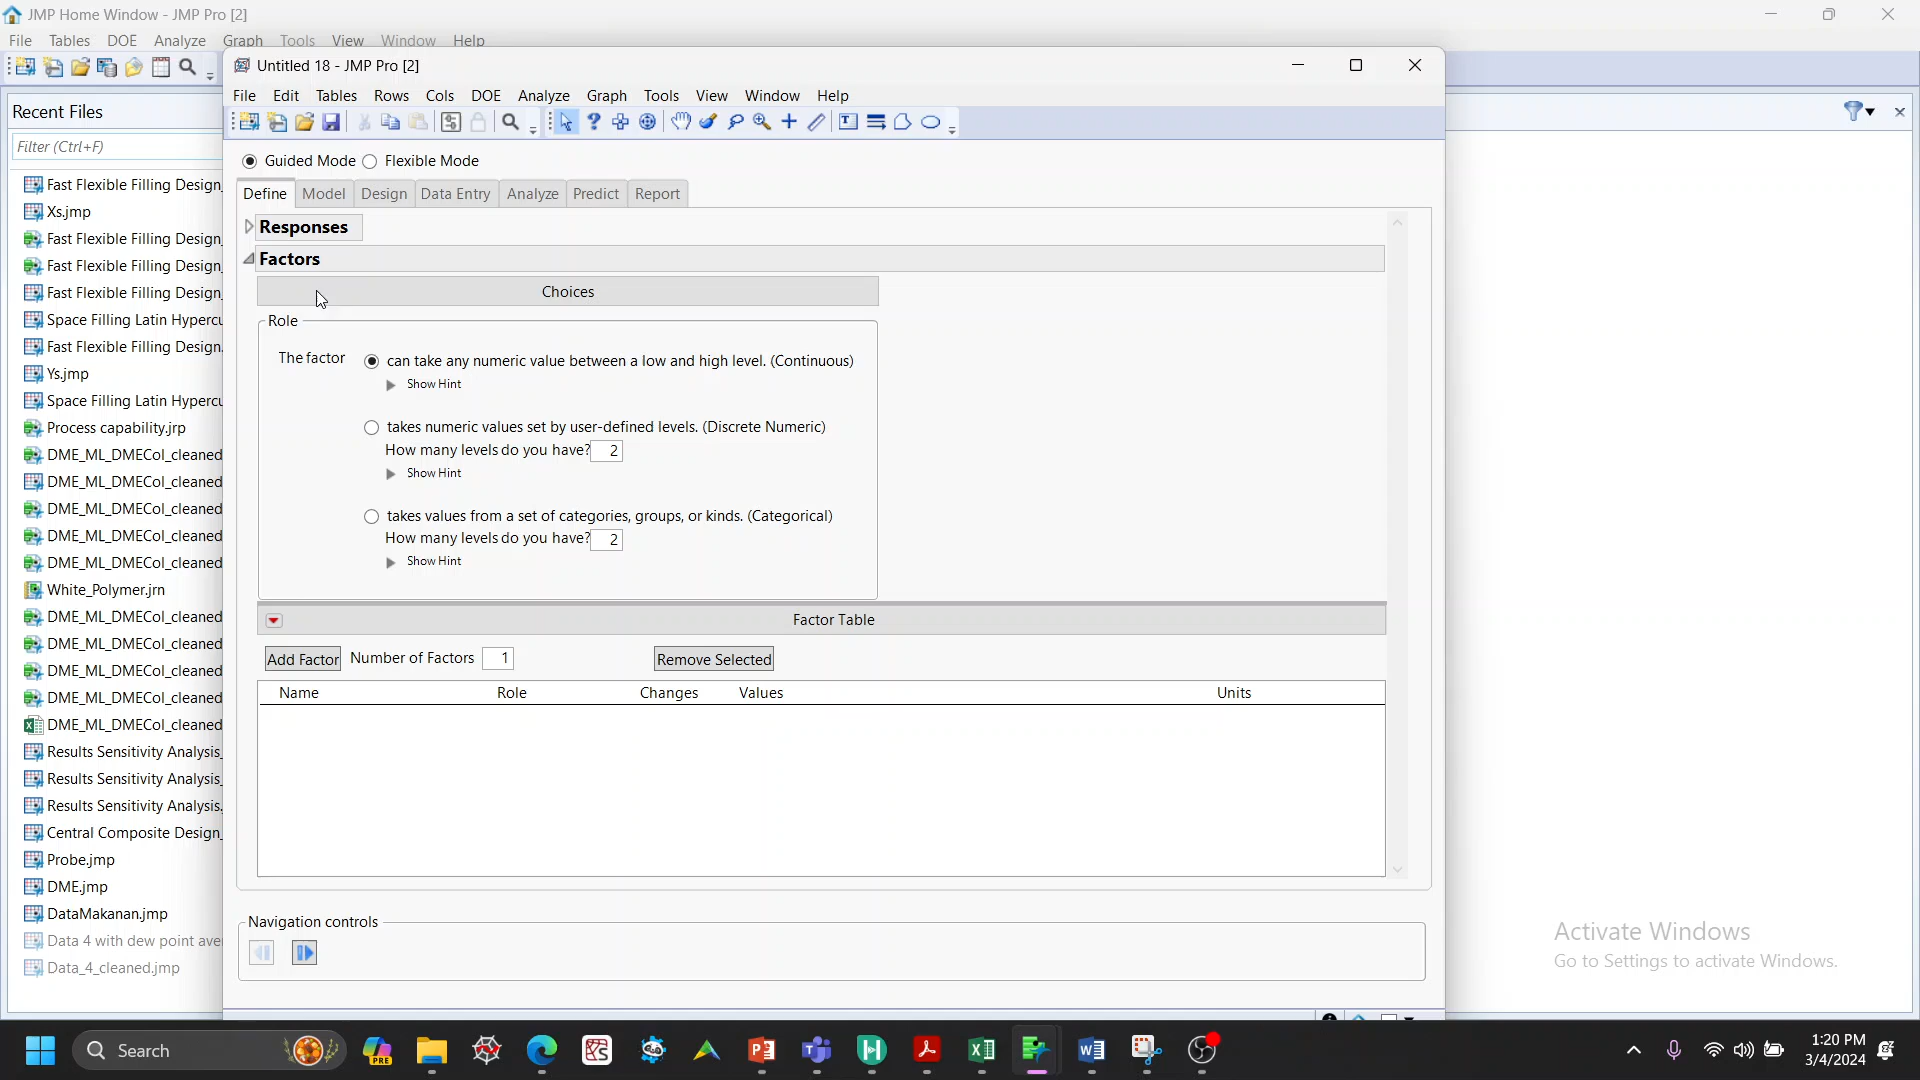 JMP Home Window - JMP Pro [2]
File Tables DOE Analyze Graph Tools View Window Help
Untitled 18 - JMP Pro [2]
File Edit Tables Rows Cols DOE Analyze Graph Tools View Window Help
Recent Files
Filter (Ctrl+F)
Fast Flexible Filling Design
Xs.jmp
Fast Flexible Filling Design
Fast Flexible Filling Design
Fast Flexible Filling Design
Space Filling Latin Hypercu
Fast Flexible Filling Design
Ys.jmp
Space Filling Latin Hypercu
Process capability.jrp
DME_ML_DMECol_cleaned
DME_ML_DMECol_cleaned
DME_ML_DMECol_cleaned
DME_ML_DMECol_cleaned
DME_ML_DMECol_cleaned
White_Polymer.jrn
DME_ML_DMECol_cleaned
DME_ML_DMECol_cleaned
DME_ML_DMECol_cleaned
DME_ML_DMECol_cleaned
DME_ML_DMECol_cleaned
Results Sensitivity Analysis
Results Sensitivity Analysis
Results Sensitivity Analysis
Central Composite Design
Probe.jmp
DME.jmp
DataMakanan.jmp
Data 4 with dew point ave
Data_4_cleaned.jmp
Guided Mode Flexible Mode
Define Model Design Data Entry Analyze Predict Report
Responses
Factors
Choices
Role
The factor can take any numeric value between a low and high level. (Continuous)
Show Hint
takes numeric values set by user-defined levels. (Discrete Numeric)
How many levels do you have? 2
Show Hint
takes values from a set of categories, groups, or kinds. (Categorical)
How many levels do you have? 2
Show Hint
Factor Table
Add Factor Number of Factors 1 Remove Selected
Name Role Changes Values Units
Navigation controls
Activate Windows
Go to Settings to activate Windows.
Search
PRE
1:20 PM
3/4/2024